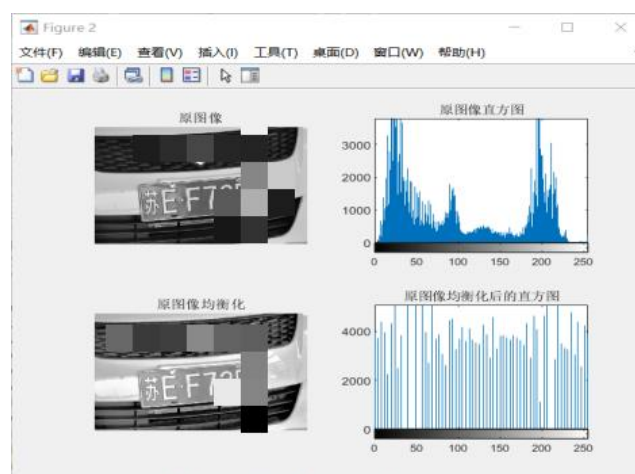 Figure 2
文件(F) 编辑(E) 查看(V) 插入(I) 工具(T) 桌面(D) 窗口(W) 帮助(H)
原图像
原图像直方图
3000
2000
1000
0
0 50 100 150 200 250
苏E·F7
原图像均衡化
原图像均衡化后的直方图
4000
2000
0
0 50 100 150 200 250
苏E·F7